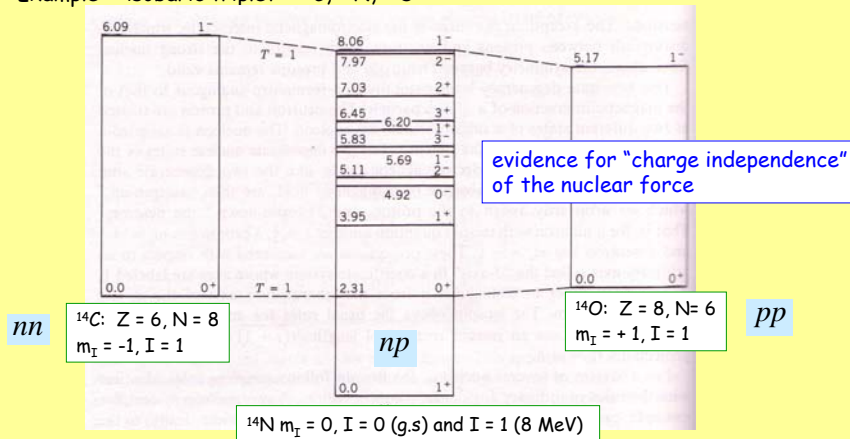 6.09 1⁻
8.06 1⁻
T = 1
7.97 2⁻
5.17 1⁻
7.03 2⁺
6.45 3⁺
6.20 1⁺
5.83 3⁻
5.69 1⁻
5.11 2⁻
4.92 0⁻
3.95 1⁺
evidence for “charge independence”
of the nuclear force
0.0 0⁺
T = 1
2.31 0⁺
0.0 0⁺
nn
¹⁴C: Z = 6, N = 8
m_I = -1, I = 1
np
¹⁴O: Z = 8, N= 6
m_I = + 1, I = 1
pp
0.0 1⁺
¹⁴N m_I = 0, I = 0 (g.s) and I = 1 (8 MeV)